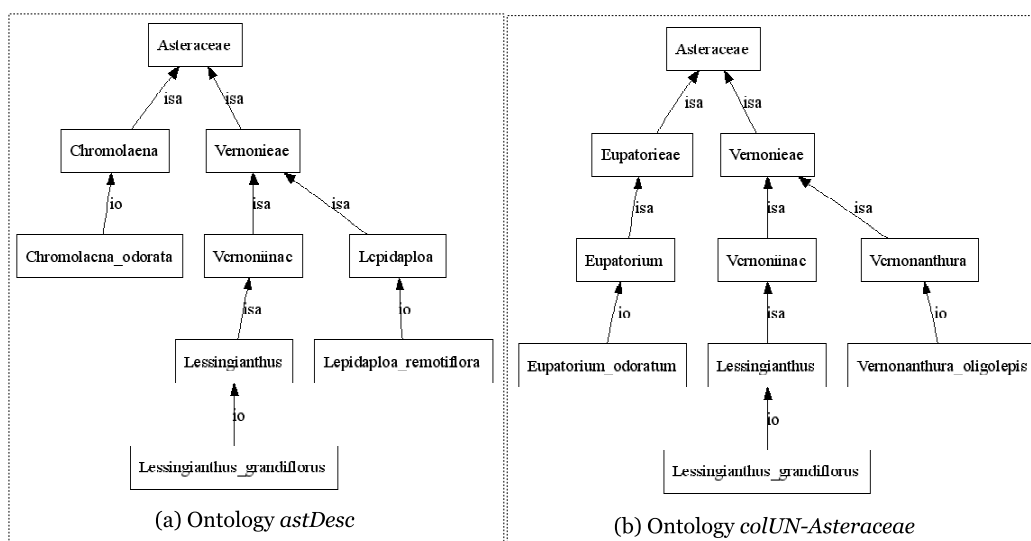 Asteraceae
isa
isa
Chromolaena
Vernonieae
io
isa
isa
Chromolaena_odorata
Vernoniinae
Lepidaploa
isa
io
Lessingianthus
Lepidaploa_remotiflora
io
Lessingianthus_grandiflorus
(a) Ontology astDesc
Asteraceae
isa
isa
Eupatorieae
Vernonieae
isa
isa
isa
Eupatorium
Vernoniinae
Vernonanthura
io
isa
io
Eupatorium_odoratum
Lessingianthus
Vernonanthura_oligolepis
io
Lessingianthus_grandiflorus
(b) Ontology colUN-Asteraceae